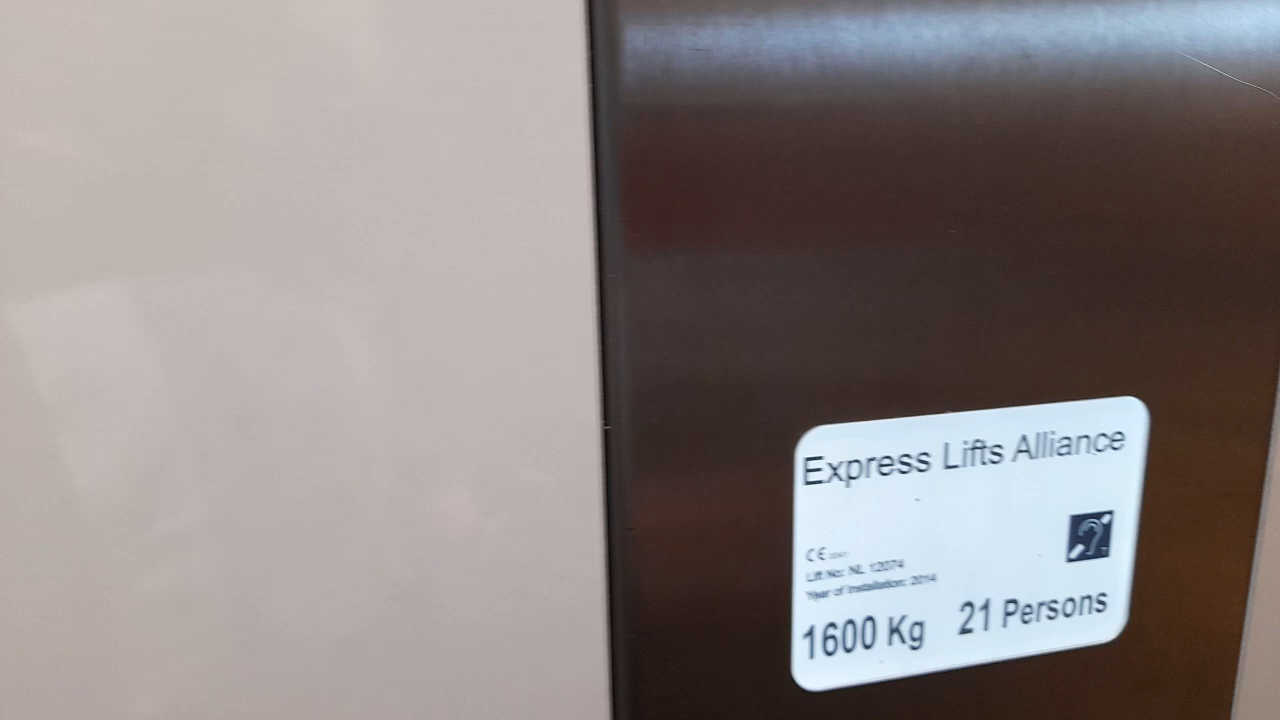 Express Lifts Alliance
CE
Lift No: NL 12074
Year of Installation: 2014
1600 Kg 21 Persons